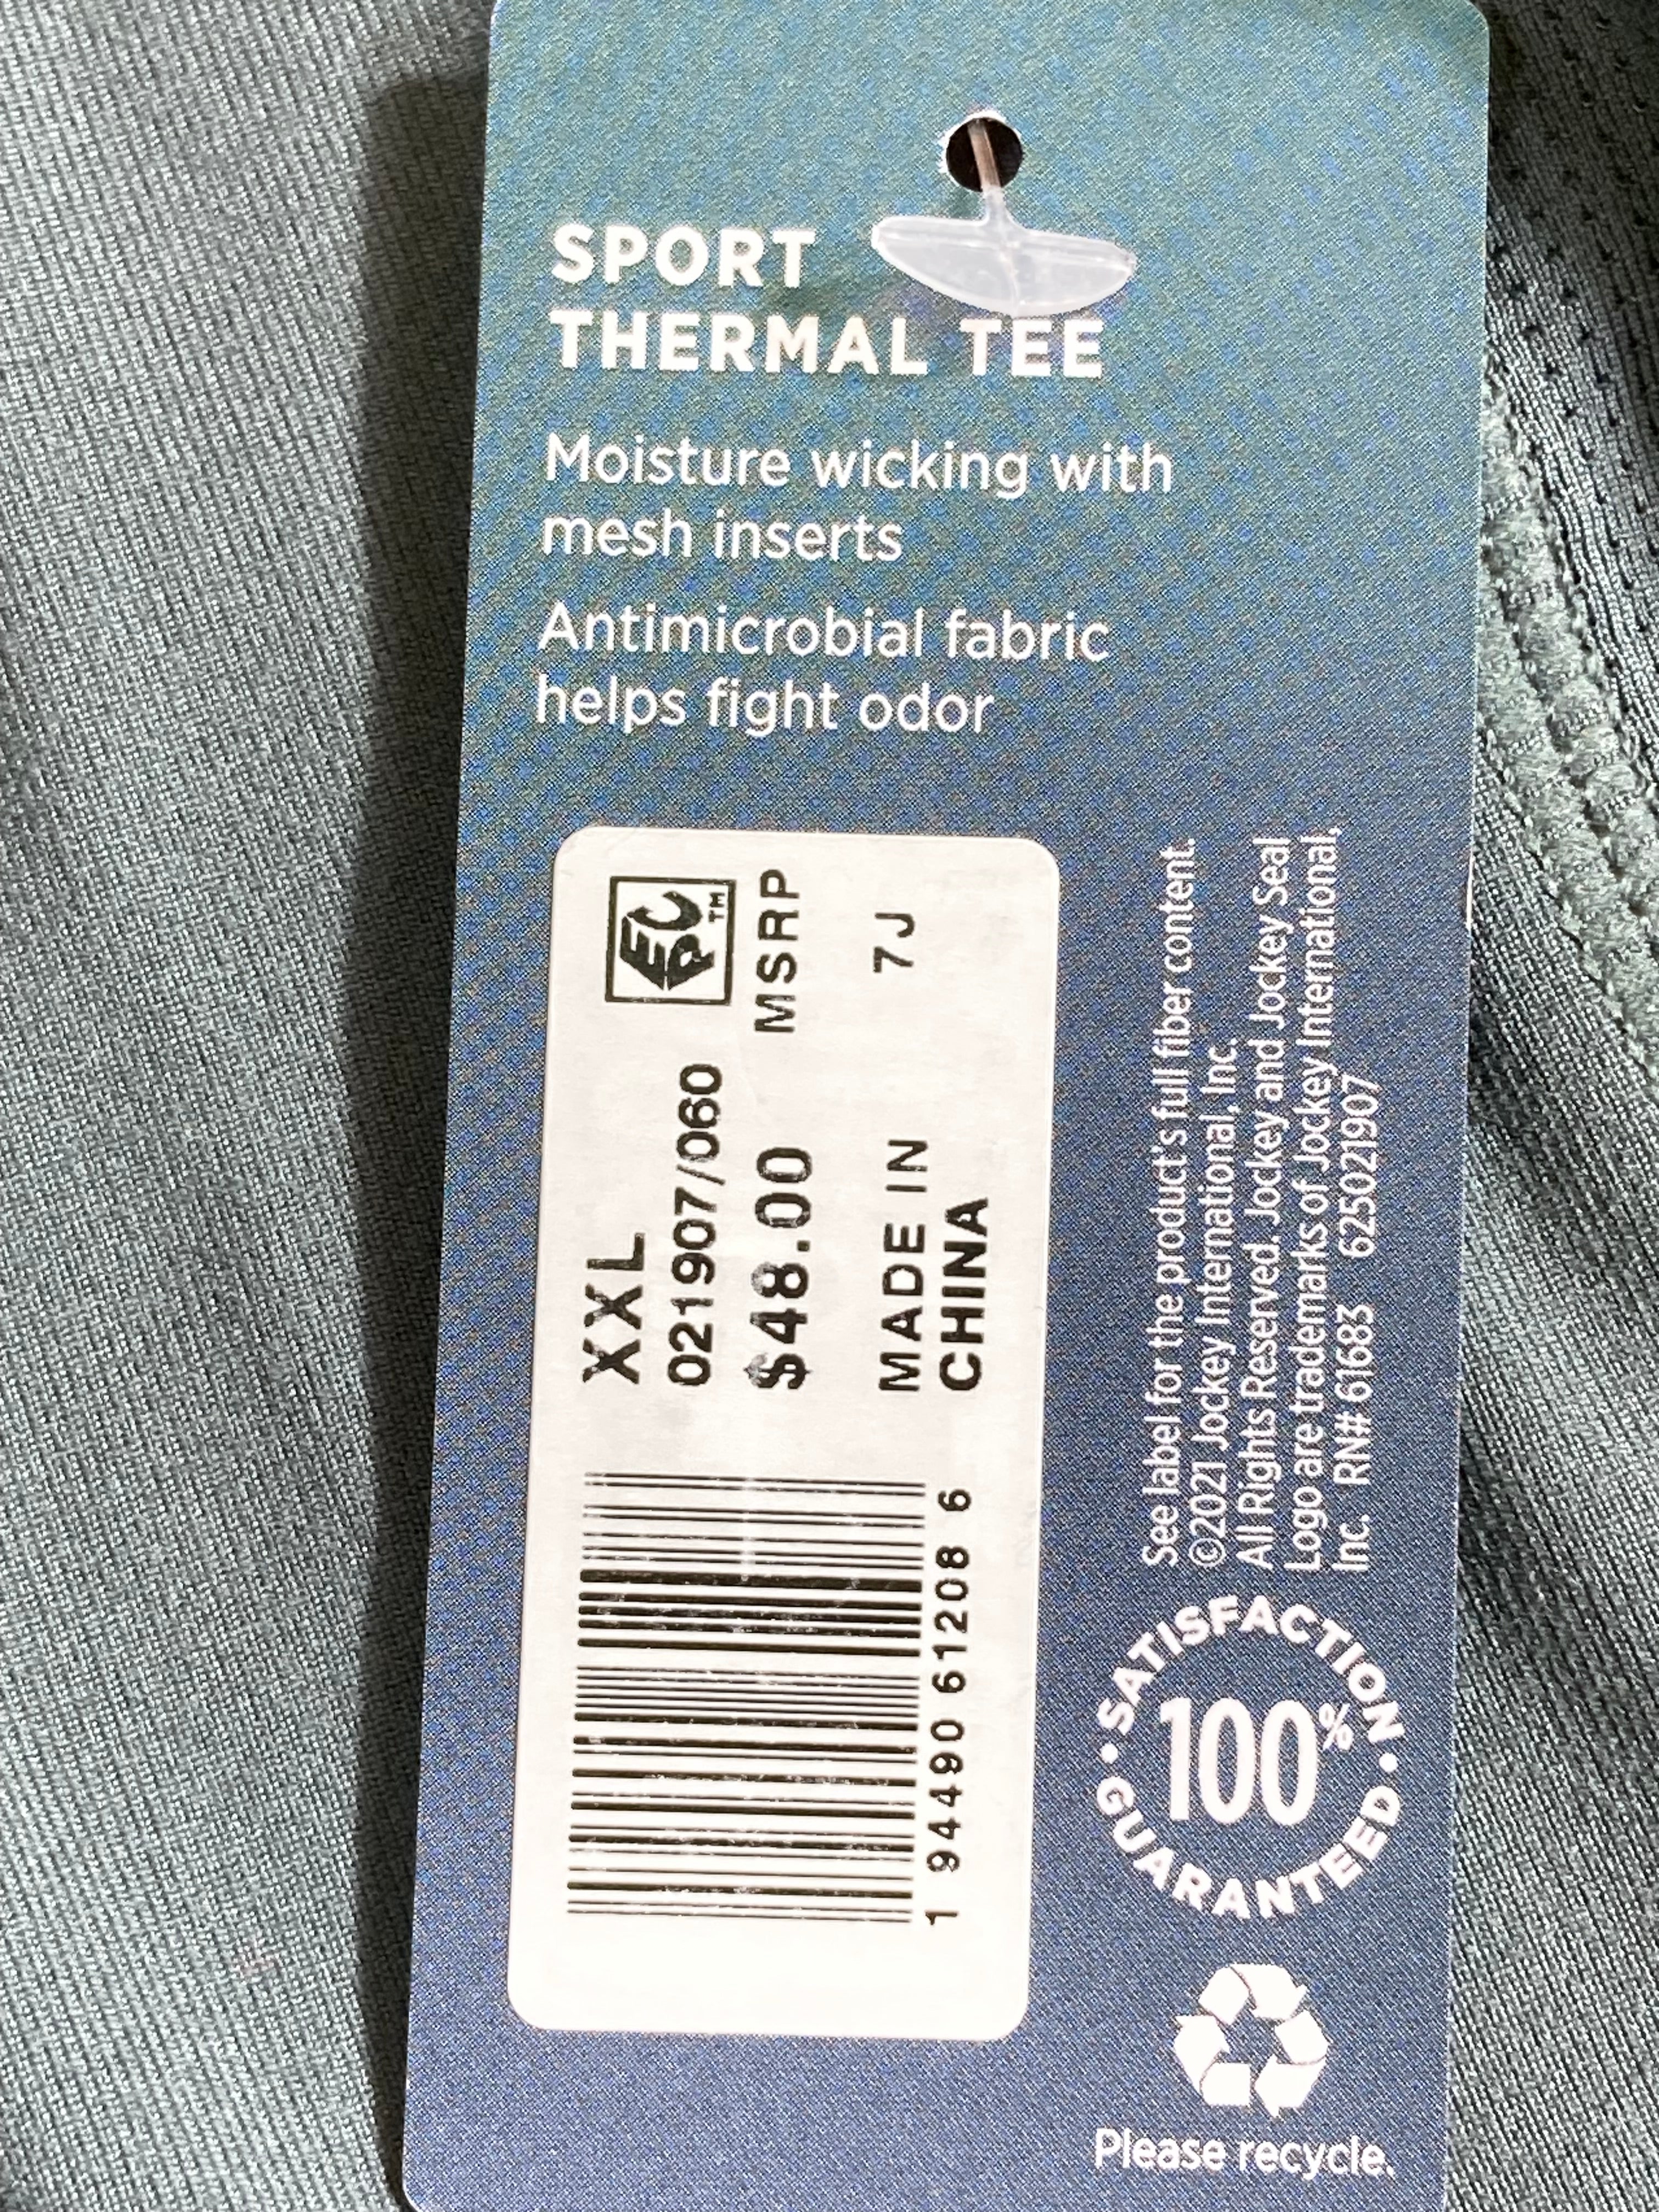 SPORT
THERMAL TEE
Moisture wicking with
mesh inserts
Antimicrobial fabric
helps fight odor
XXL
EPC™
021907/060
$48.00 MSRP
MADE IN 7J
CHINA
1 94490 61208 6
See label for the product's full fiber content.
©2021 Jockey International, Inc.
All Rights Reserved. Jockey and Jockey Seal
Logo are trademarks of Jockey International,
Inc. RN# 61683 625021907
• SATISFACTION •
100%
GUARANTEED
Please recycle.